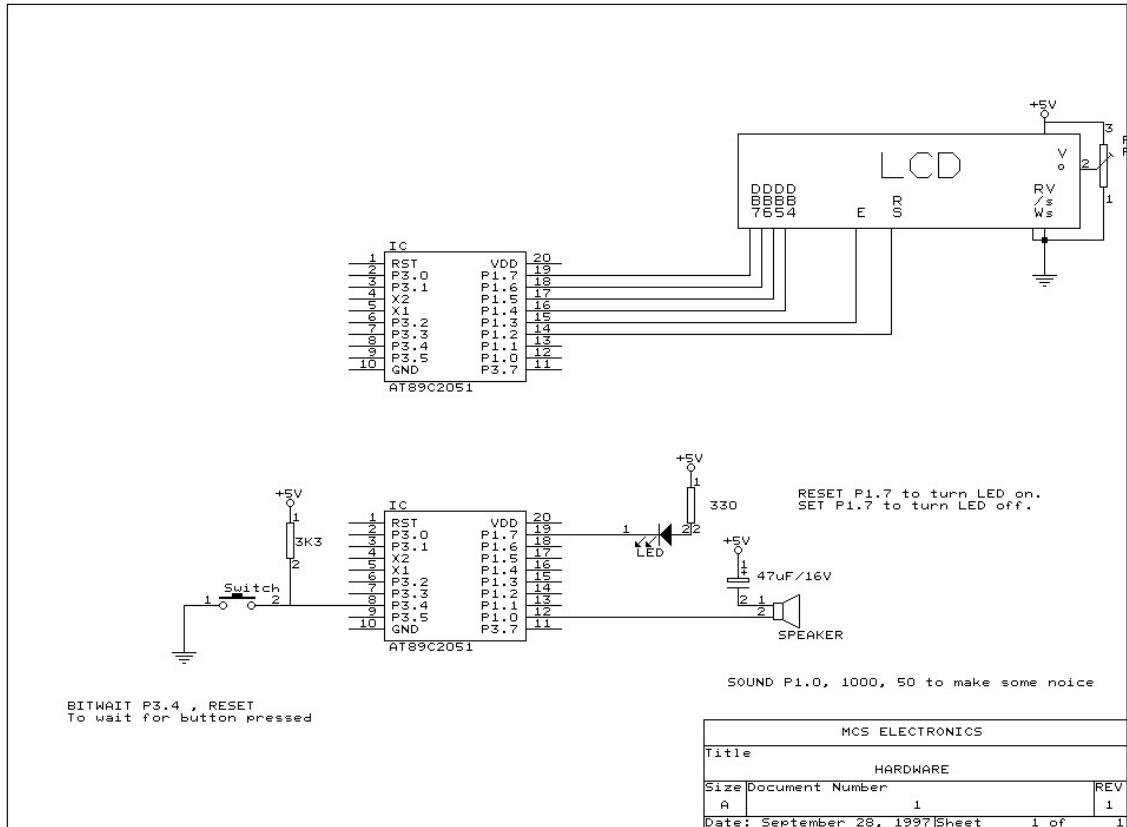 +5V
3
LCD
V
o
2
DDDD
BBBB
7654
E
R
S
RV
/s
Ws
1
IC
1 RST VDD 20
2 P3.0 P1.7 19
3 P3.1 P1.6 18
4 X2 P1.5 17
5 X1 P1.4 16
6 P3.2 P1.3 15
7 P3.3 P1.2 14
8 P3.4 P1.1 13
9 P3.5 P1.0 12
10 GND P3.7 11
AT89C2051
+5V
1
330
22
RESET P1.7 to turn LED on.
SET P1.7 to turn LED off.
+5V
1
3K3
2
IC
1 RST VDD 20
2 P3.0 P1.7 19
3 P3.1 P1.6 18
4 X2 P1.5 17
5 X1 P1.4 16
6 P3.2 P1.3 15
7 P3.3 P1.2 14
8 P3.4 P1.1 13
9 P3.5 P1.0 12
10 GND P3.7 11
AT89C2051
1
LED
+5V
1
+
47uF/16V
2
1
2
SPEAKER
Switch
1 2
SOUND P1.0, 1000, 50 to make some noice
BITWAIT P3.4 , RESET
To wait for button pressed
MCS ELECTRONICS
Title
HARDWARE
Size Document Number REV
A 1 1
Date: September 28, 1997 Sheet 1 of 1